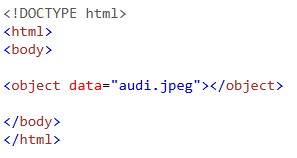 <!DOCTYPE html>
<html>
<body>
<object data="audi.jpeg"></object>
</body>
</html>